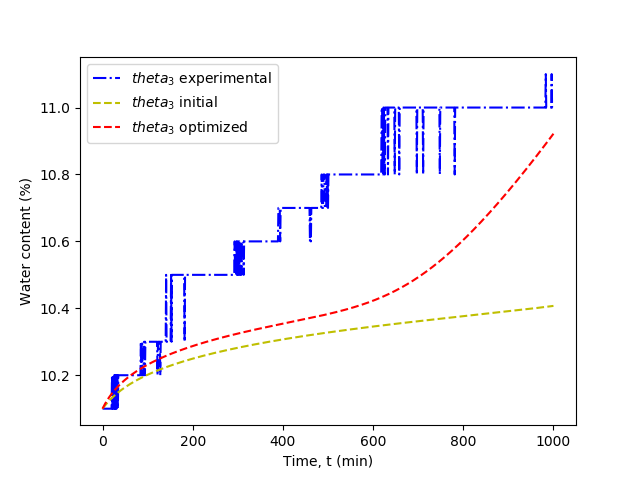 theta₃ experimental
theta₃ initial
theta₃ optimized
11.0
10.8
10.6
10.4
10.2
Water content (%)
0 200 400 600 800 1000
Time, t (min)